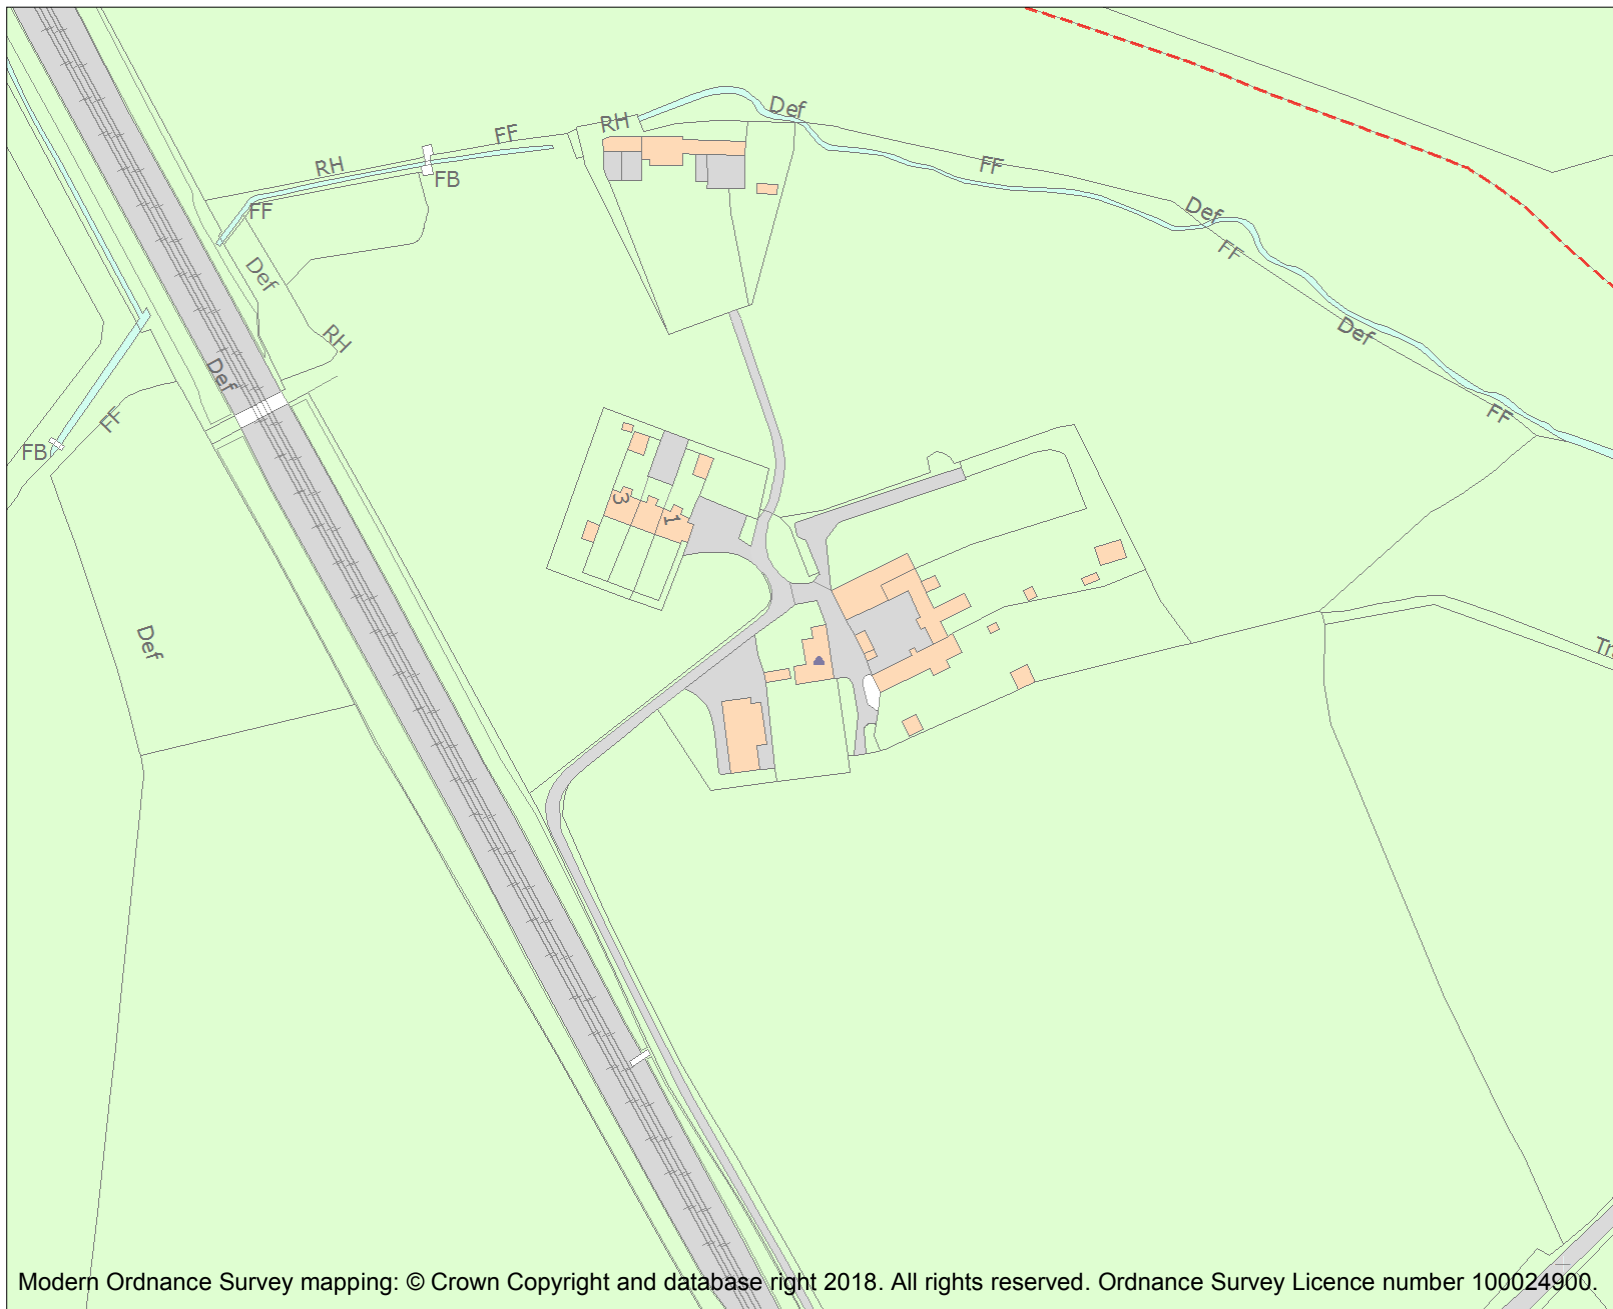 Def
RH
FF
RH
FF
FB
FF
Def
Def
FF
Def
RH
Def
Def
FF
FF
FB
3
1
Def
Modern Ordnance Survey mapping: © Crown Copyright and database right 2018. All rights reserved. Ordnance Survey Licence number 100024900.